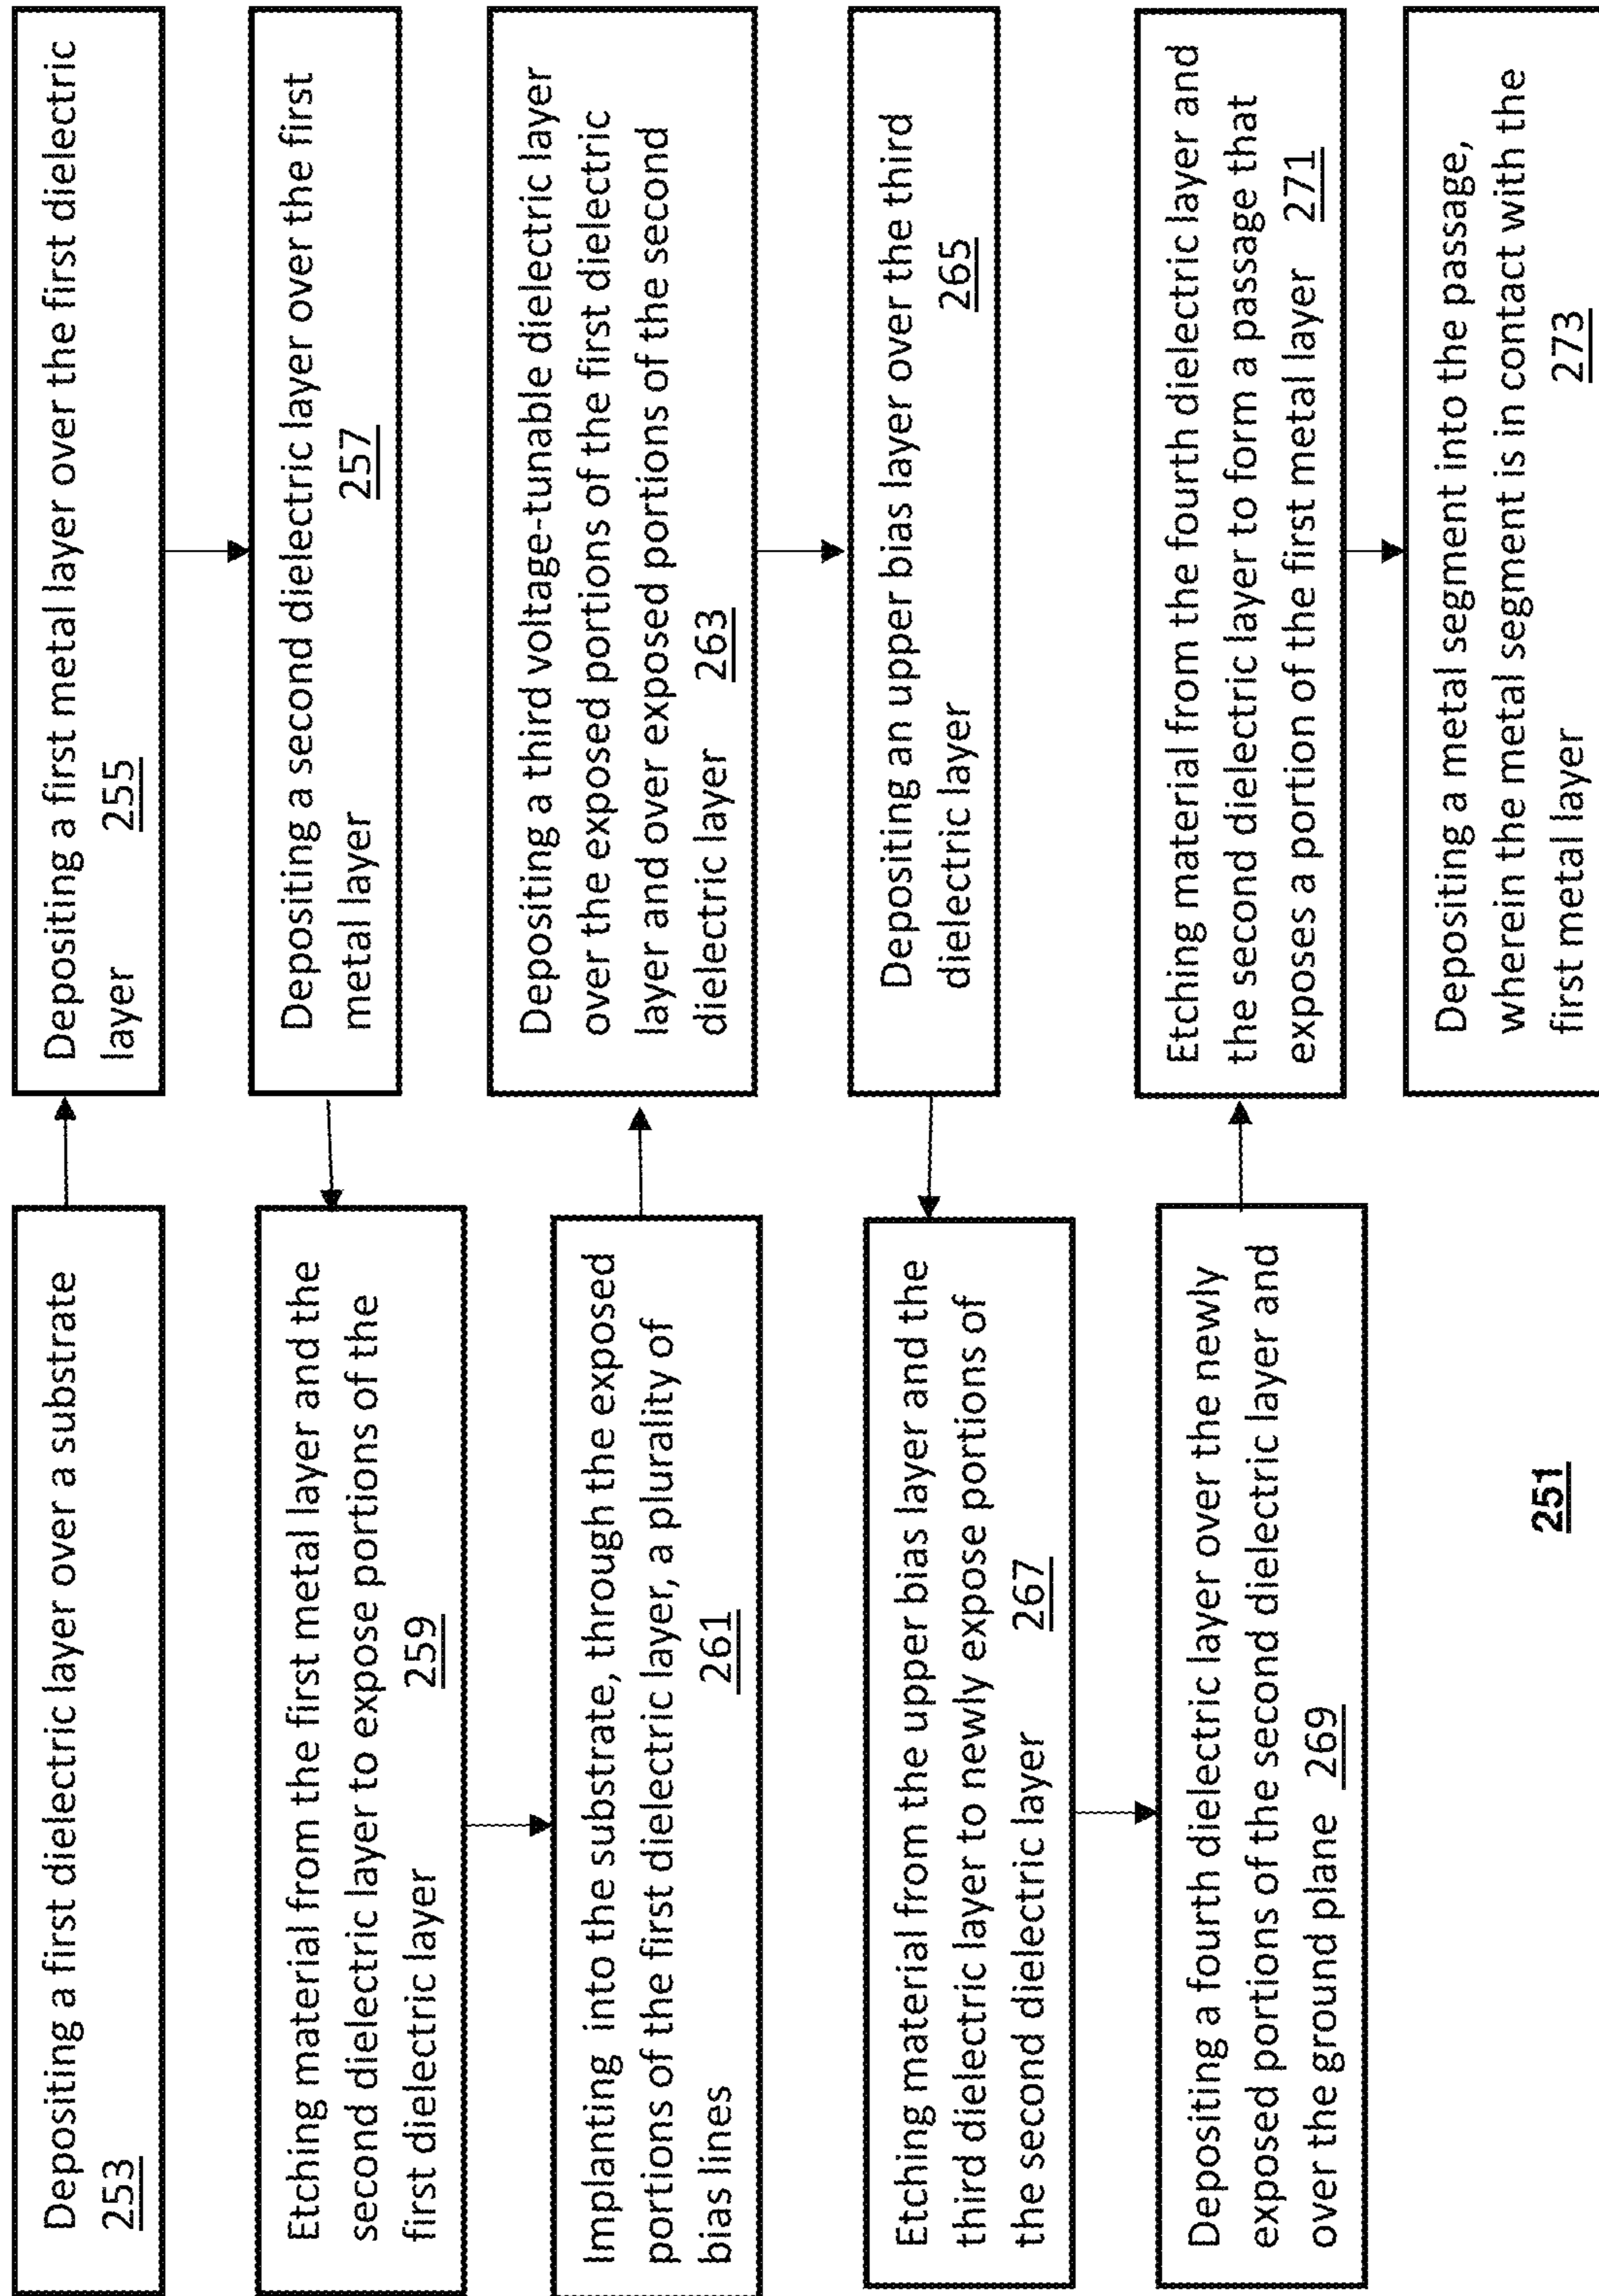 Depositing a first dielectric layer over a substrate
253
Depositing a first metal layer over the first dielectric
layer 255
Depositing a second dielectric layer over the first
metal layer 257
Etching material from the first metal layer and the
second dielectric layer to expose portions of the
first dielectric layer 259
Implanting into the substrate, through the exposed
portions of the first dielectric layer, a plurality of
bias lines 261
Depositing a third voltage-tunable dielectric layer
over the exposed portions of the first dielectric
layer and over exposed portions of the second
dielectric layer 263
Depositing an upper bias layer over the third
dielectric layer 265
Etching material from the upper bias layer and the
third dielectric layer to newly expose portions of
the second dielectric layer 267
Depositing a fourth dielectric layer over the newly
exposed portions of the second dielectric layer and
over the ground plane 269
Etching material from the fourth dielectric layer and
the second dielectric layer to form a passage that
exposes a portion of the first metal layer 271
Depositing a metal segment into the passage,
wherein the metal segment is in contact with the
first metal layer 273
251